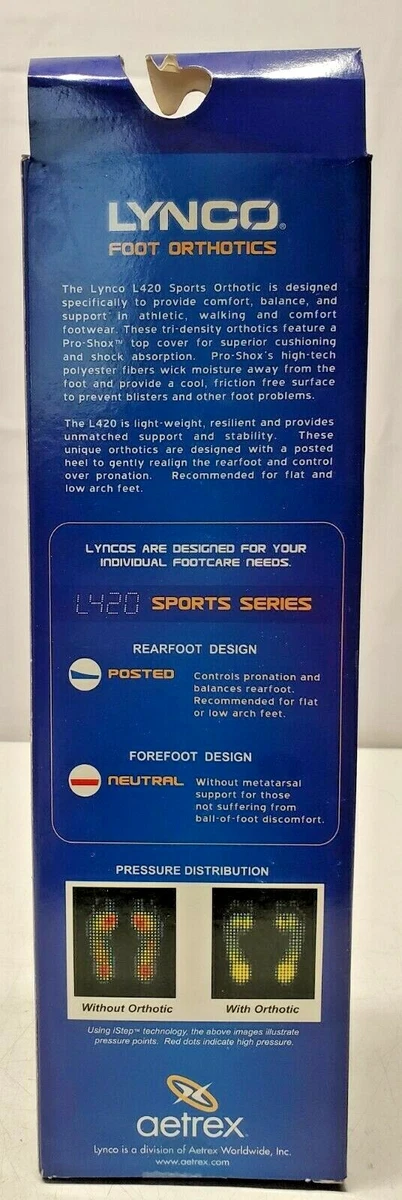 LYNCO®
FOOT ORTHOTICS
The Lynco L420 Sports Orthotic is designed
specifically to provide comfort, balance, and
support in athletic, walking and comfort
footwear. These tri-density orthotics feature a
Pro-Shox™ top cover for superior cushioning
and shock absorption. Pro-Shox's high-tech
polyester fibers wick moisture away from the
foot and provide a cool, friction free surface
to prevent blisters and other foot problems.
The L420 is light-weight, resilient and provides
unmatched support and stability. These
unique orthotics are designed with a posted
heel to gently realign the rearfoot and control
over pronation. Recommended for flat and
low arch feet.
LYNCOS ARE DESIGNED FOR YOUR
INDIVIDUAL FOOTCARE NEEDS.
L420 SPORTS SERIES
REARFOOT DESIGN
POSTED
Controls pronation and
balances rearfoot.
Recommended for flat
or low arch feet.
FOREFOOT DESIGN
NEUTRAL
Without metatarsal
support for those
not suffering from
ball-of-foot discomfort.
PRESSURE DISTRIBUTION
Without Orthotic
With Orthotic
Using iStep™ technology, the above images illustrate
pressure points. Red dots indicate high pressure.
aetrex
Lynco is a division of Aetrex Worldwide, Inc.
www.aetrex.com